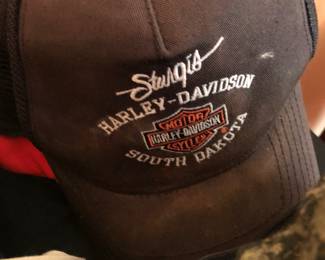 Sturgis
HARLEY-DAVIDSON
MOTOR
HARLEY-DAVIDSON
CYCLES
SOUTH DAKOTA